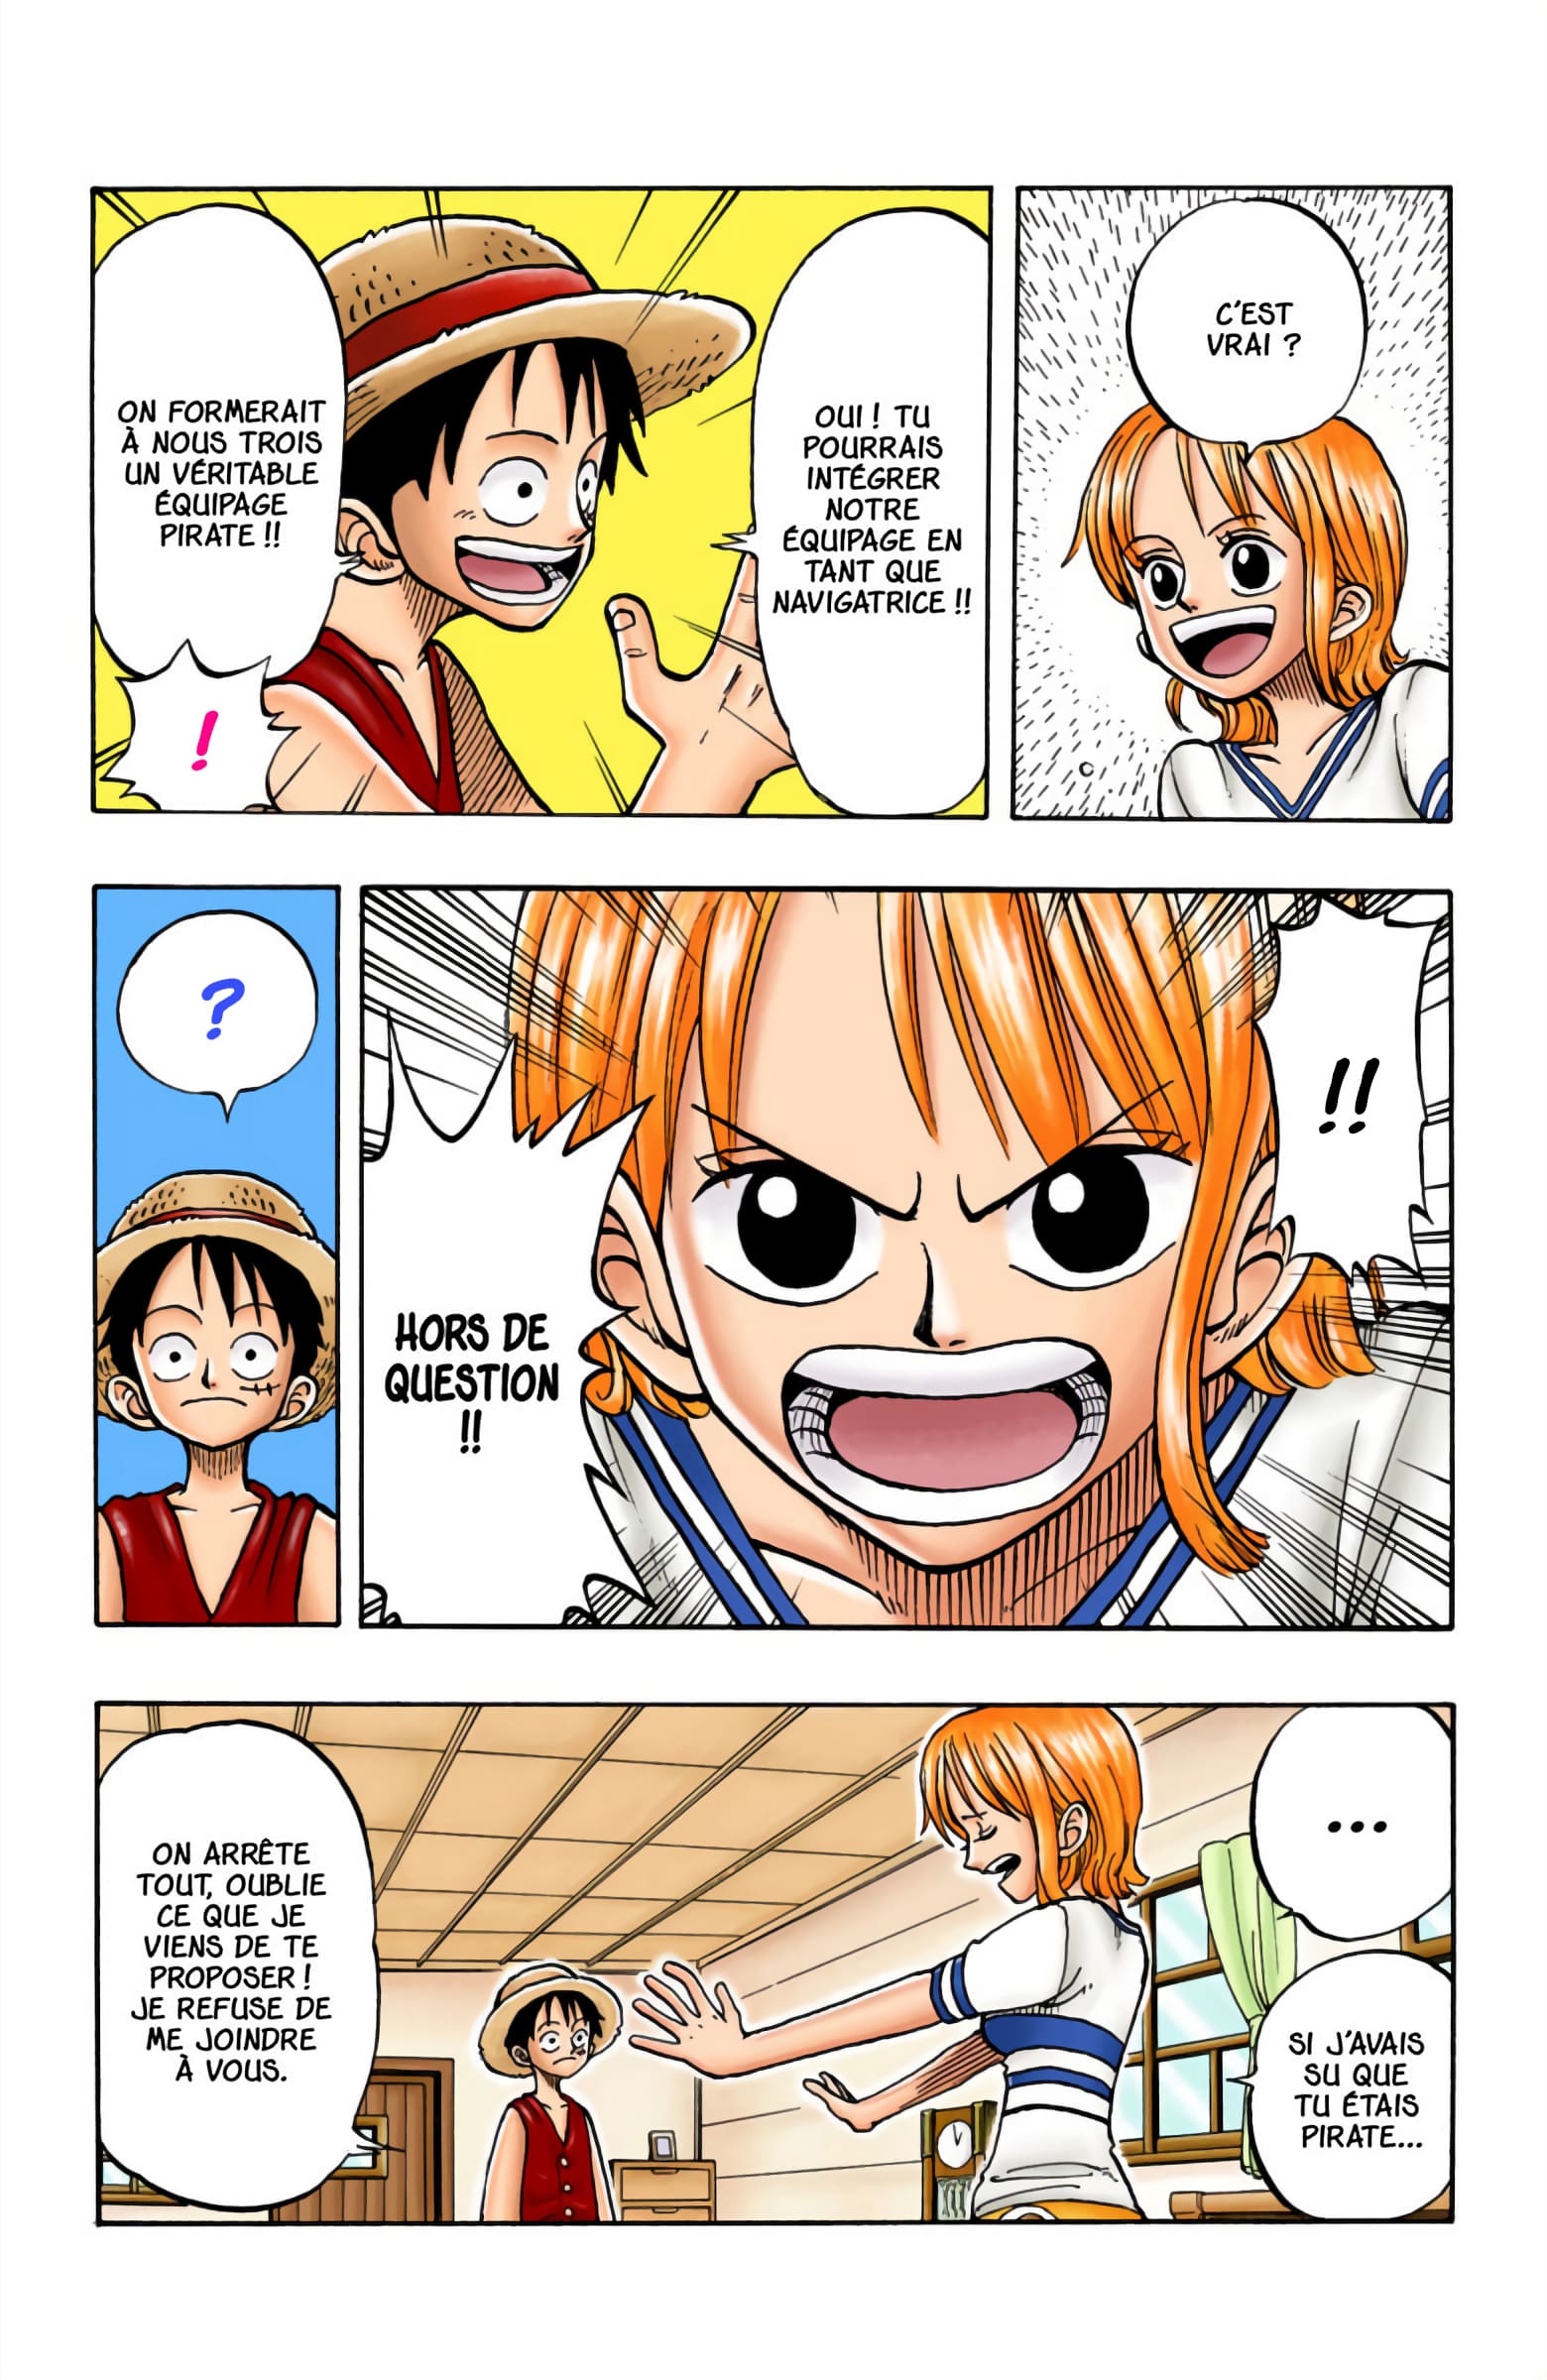 C'EST
VRAI ?
OUI ! TU
POURRAIS
INTÉGRER
NOTRE
ÉQUIPAGE EN
TANT QUE
NAVIGATRICE !!
ON FORMERAIT
À NOUS TROIS
UN VÉRITABLE
ÉQUIPAGE
PIRATE !!
!
!!
HORS DE
QUESTION
!!
?
...
SI J'AVAIS
SU QUE
TU ÉTAIS
PIRATE...
ON ARRÊTE
TOUT, OUBLIE
CE QUE JE
VIENS DE TE
PROPOSER !
JE REFUSE DE
ME JOINDRE
À VOUS.